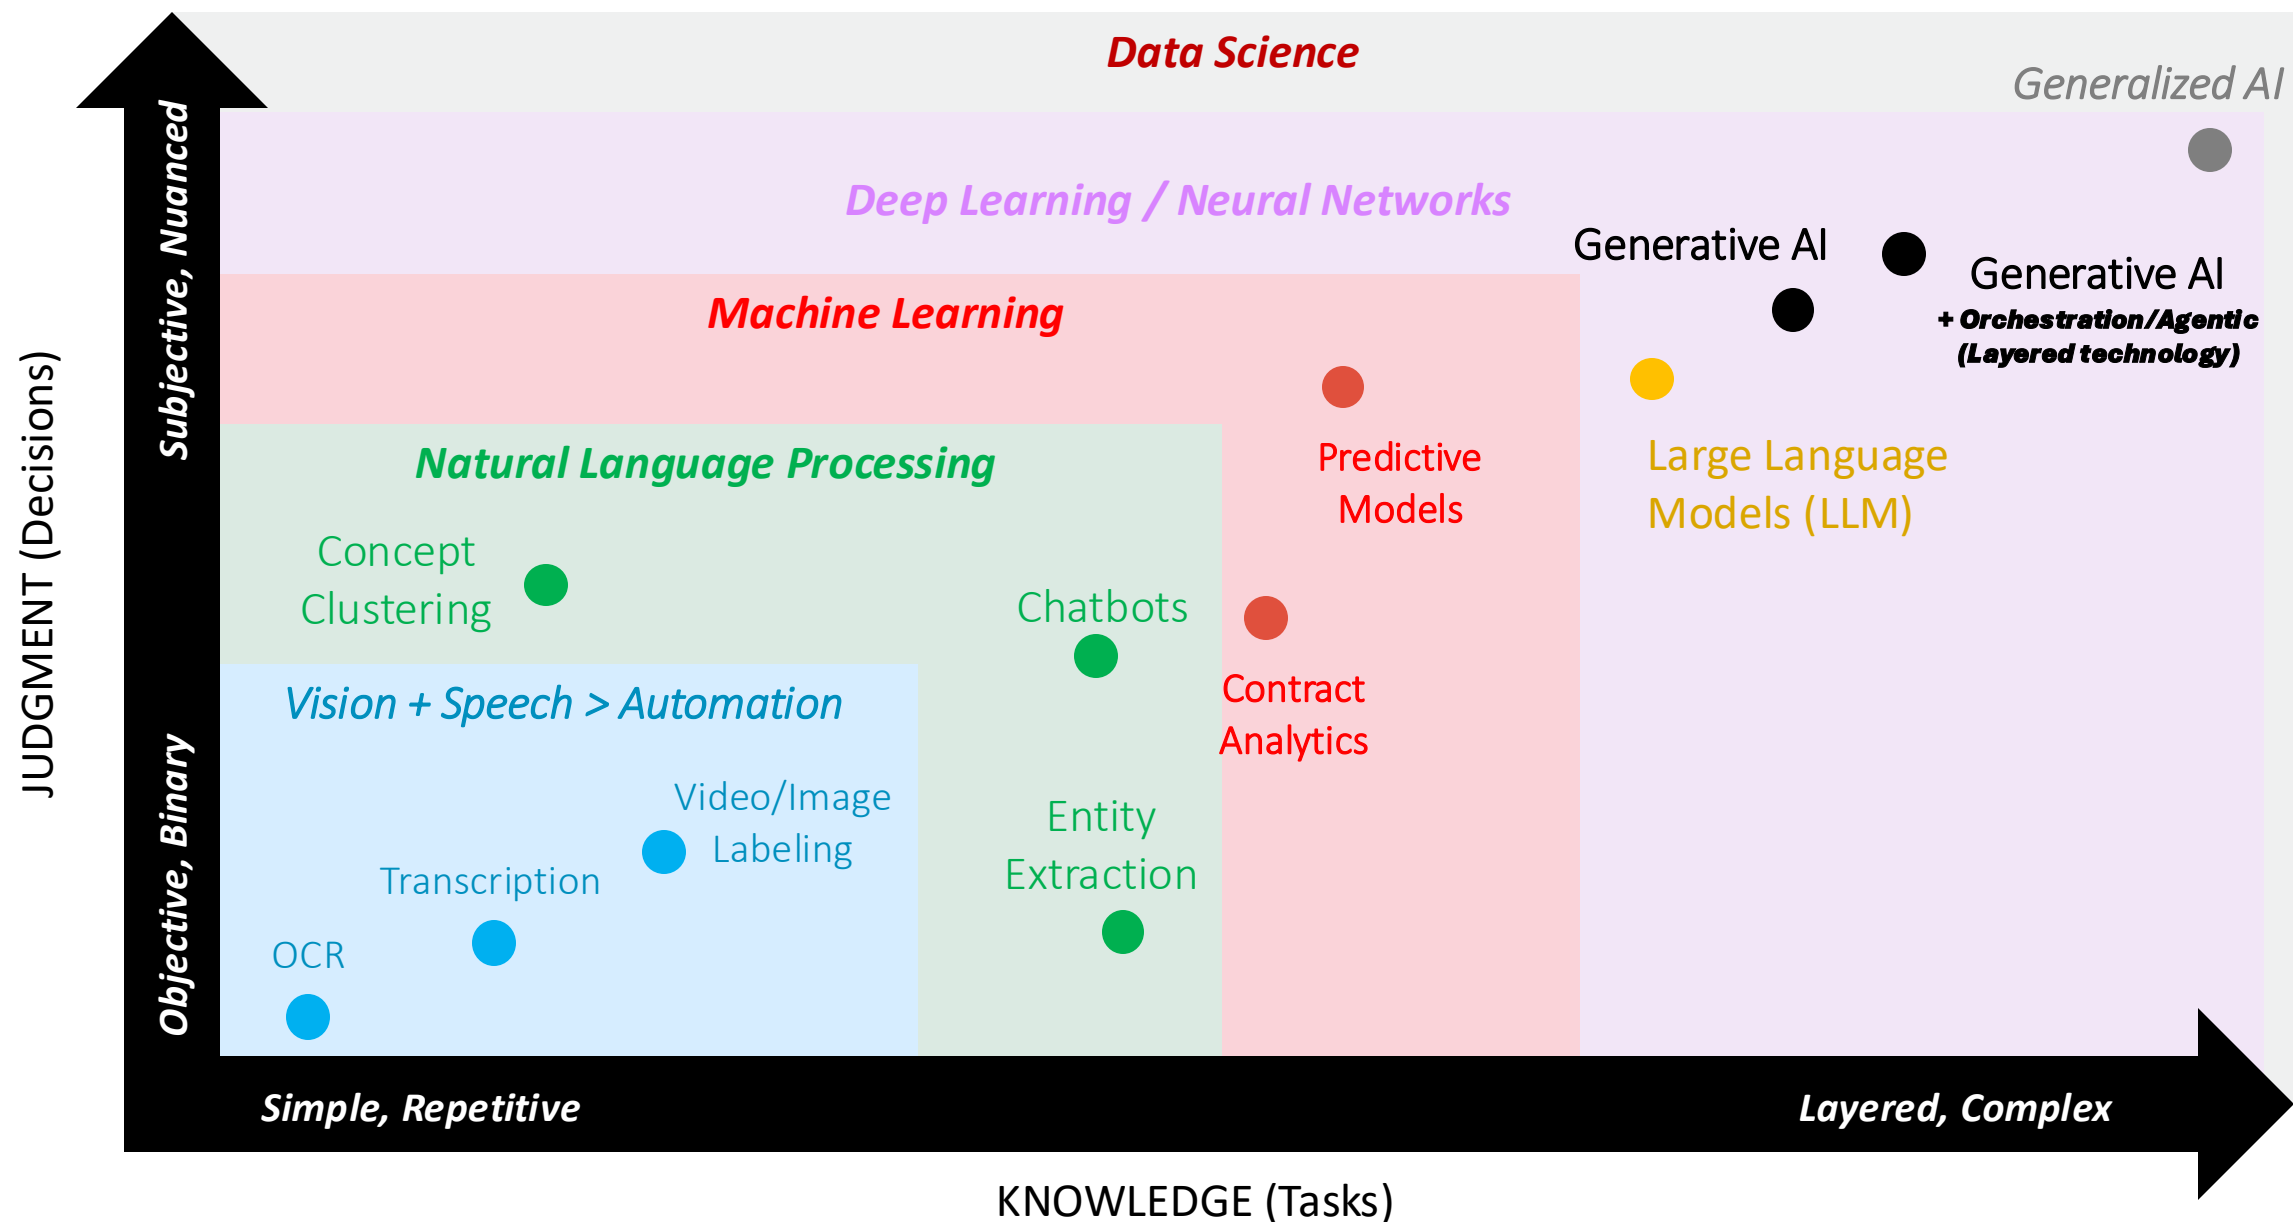 Data Science
Generalized AI
Deep Learning / Neural Networks
Generative AI
Generative AI
+ Orchestration/Agentic
(Layered technology)
Machine Learning
Predictive
Models
Large Language
Models (LLM)
Natural Language Processing
Concept
Clustering
Chatbots
Contract
Analytics
Vision + Speech > Automation
Video/Image
Labeling
Entity
Extraction
Transcription
OCR
JUDGMENT (Decisions)
Subjective, Nuanced
Objective, Binary
Simple, Repetitive
Layered, Complex
KNOWLEDGE (Tasks)